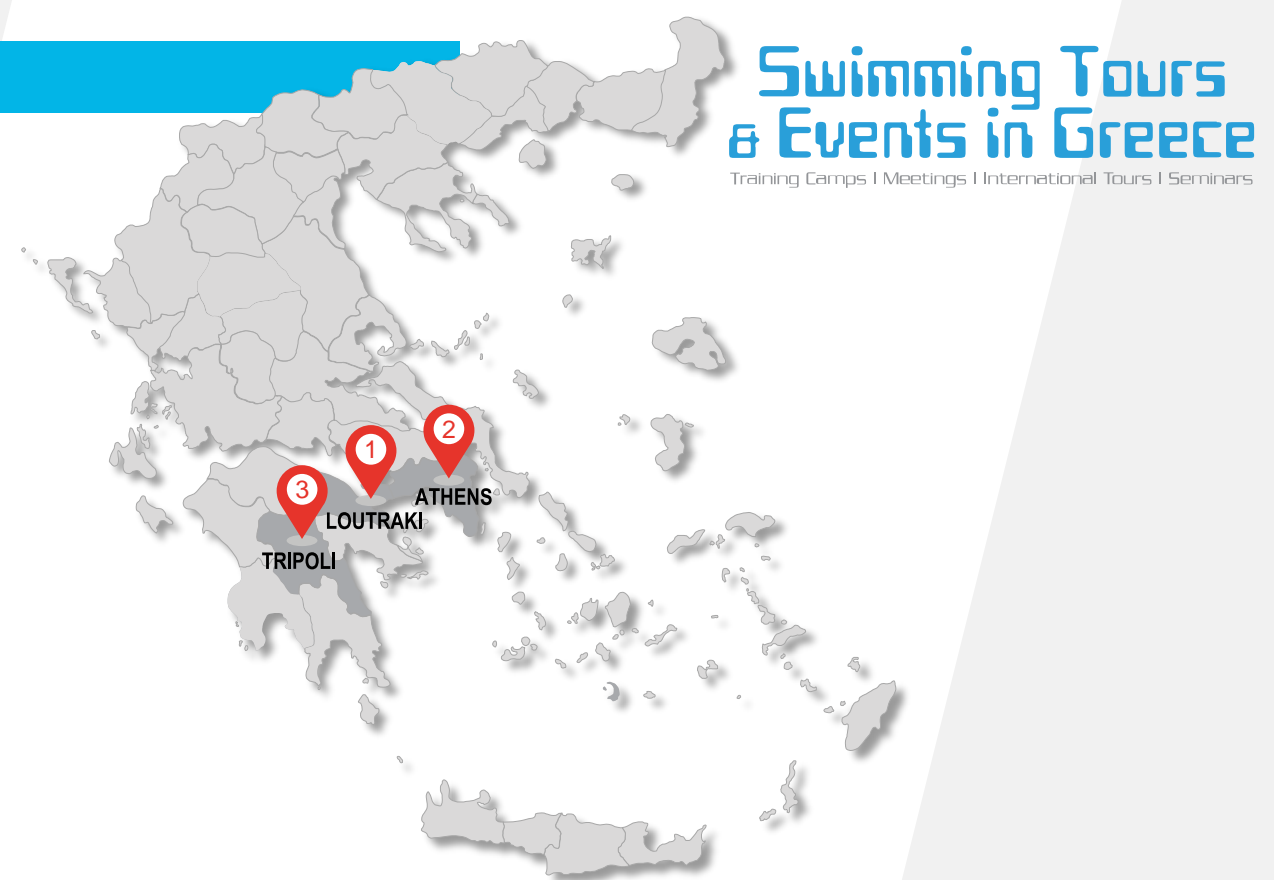 Swimming Tours
& Events in Greece
Training Camps | Meetings | International Tours | Seminars
2
1
ATHENS
3
LOUTRAKI
TRIPOLI